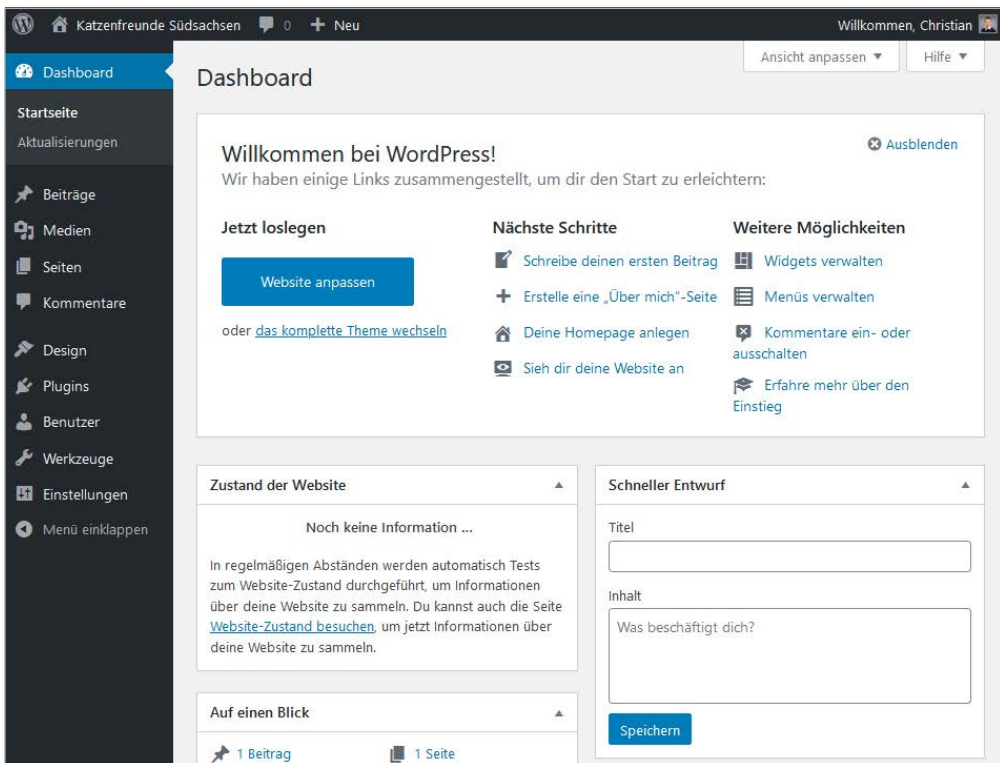 Katzenfreunde Südsachsen 0 Neu Willkommen, Christian
Ansicht anpassen Hilfe
Dashboard
Startseite
Aktualisierungen
Beiträge
Medien
Seiten
Kommentare
Design
Plugins
Benutzer
Werkzeuge
Einstellungen
Menü einklappen
Dashboard
Willkommen bei WordPress!
Ausblenden
Wir haben einige Links zusammengestellt, um dir den Start zu erleichtern:
Jetzt loslegen
Website anpassen
oder das komplette Theme wechseln
Nächste Schritte
Schreibe deinen ersten Beitrag
Erstelle eine „Über mich“-Seite
Deine Homepage anlegen
Sieh dir deine Website an
Weitere Möglichkeiten
Widgets verwalten
Menüs verwalten
Kommentare ein- oder
ausschalten
Erfahre mehr über den
Einstieg
Zustand der Website
Noch keine Information ...
In regelmäßigen Abständen werden automatisch Tests
zum Website-Zustand durchgeführt, um Informationen
über deine Website zu sammeln. Du kannst auch die Seite
Website-Zustand besuchen, um jetzt Informationen über
deine Website zu sammeln.
Auf einen Blick
1 Beitrag 1 Seite
Schneller Entwurf
Titel
Inhalt
Was beschäftigt dich?
Speichern